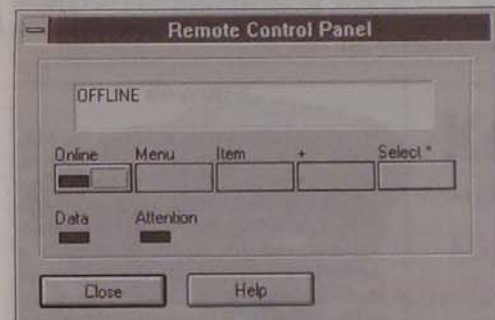 Remote Control Panel
OFFLINE
Online Menu Item + Select *
Data Attention
Close Help